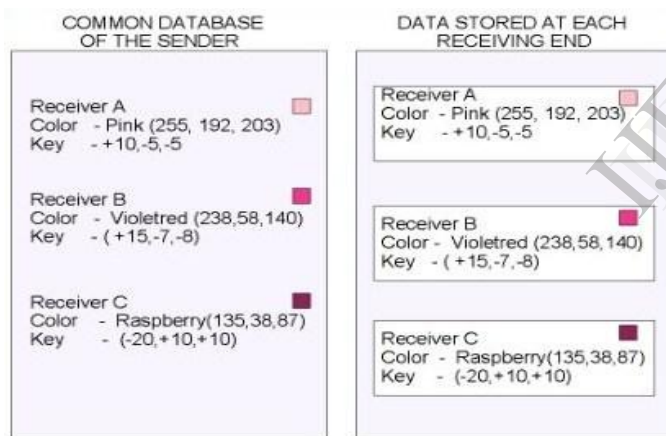 COMMON DATABASE
OF THE SENDER
Receiver A
Color - Pink (255, 192, 203)
Key - +10,-5,-5
Receiver B
Color - Violetred (238,58,140)
Key - ( +15,-7,-8)
Receiver C
Color - Raspberry(135,38,87)
Key - (-20,+10,+10)
DATA STORED AT EACH
RECEIVING END
Receiver A
Color - Pink (255, 192, 203)
Key - +10,-5,-5
Receiver B
Color - Violetred (238,58,140)
Key - ( +15,-7,-8)
Receiver C
Color - Raspberry(135,38,87)
Key - (-20,+10,+10)